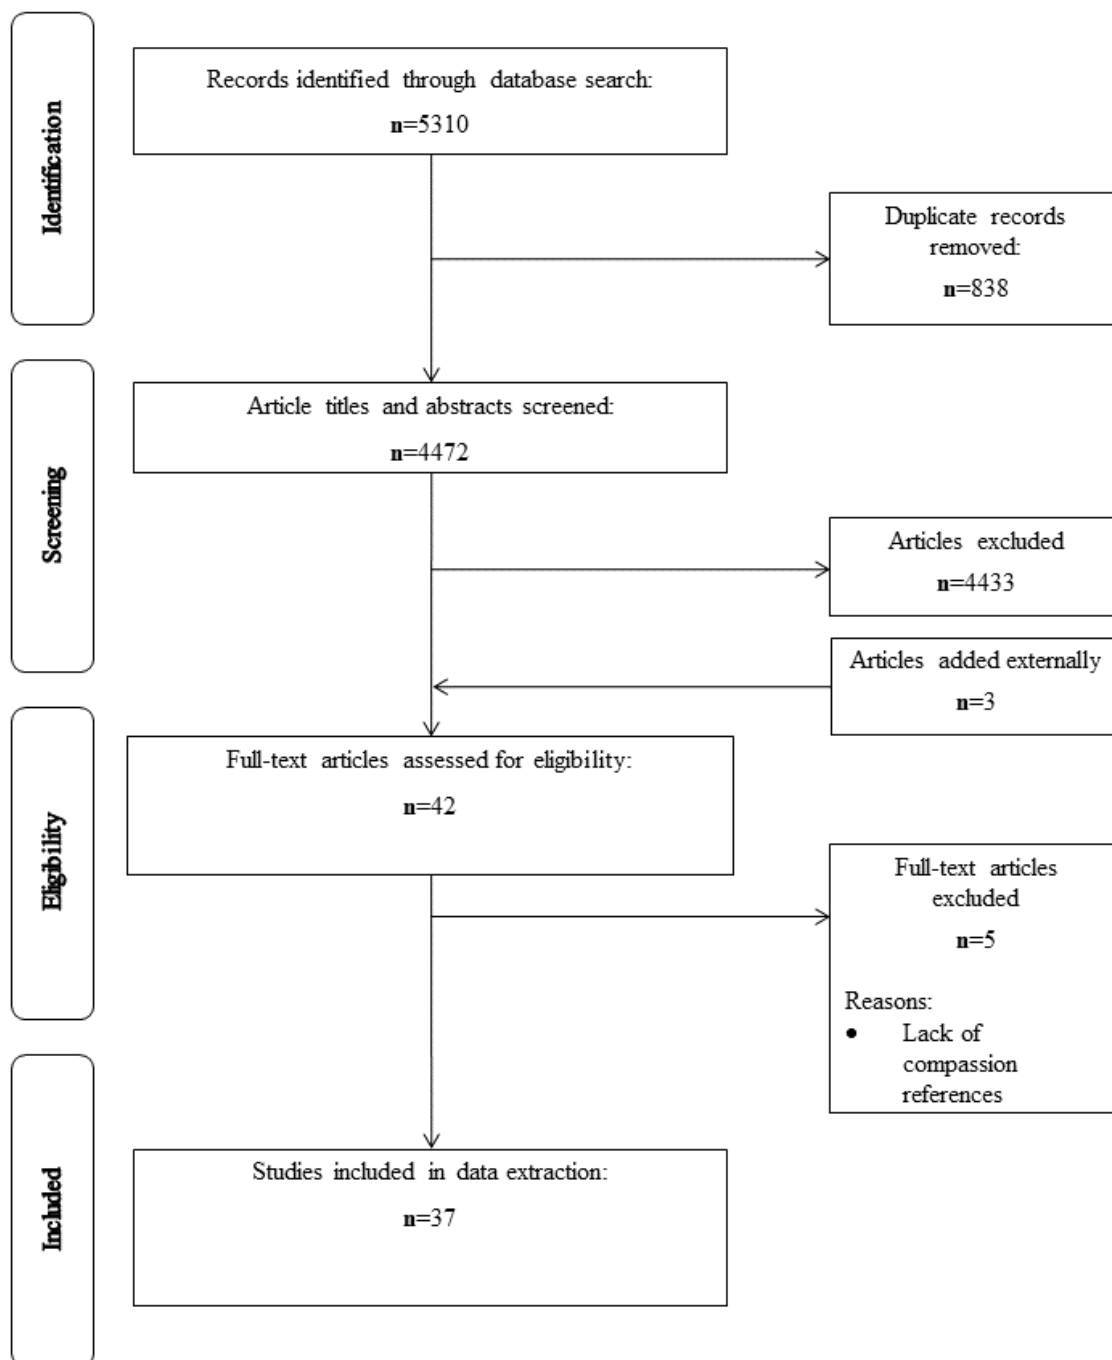 Identification
Records identified through database search:
n=5310
Duplicate records
removed:
n=838
Screening
Article titles and abstracts screened:
n=4472
Articles excluded
n=4433
Articles added externally
n=3
Eligibility
Full-text articles assessed for eligibility:
n=42
Full-text articles
excluded
n=5
Reasons:
• Lack of
compassion
references
Included
Studies included in data extraction:
n=37